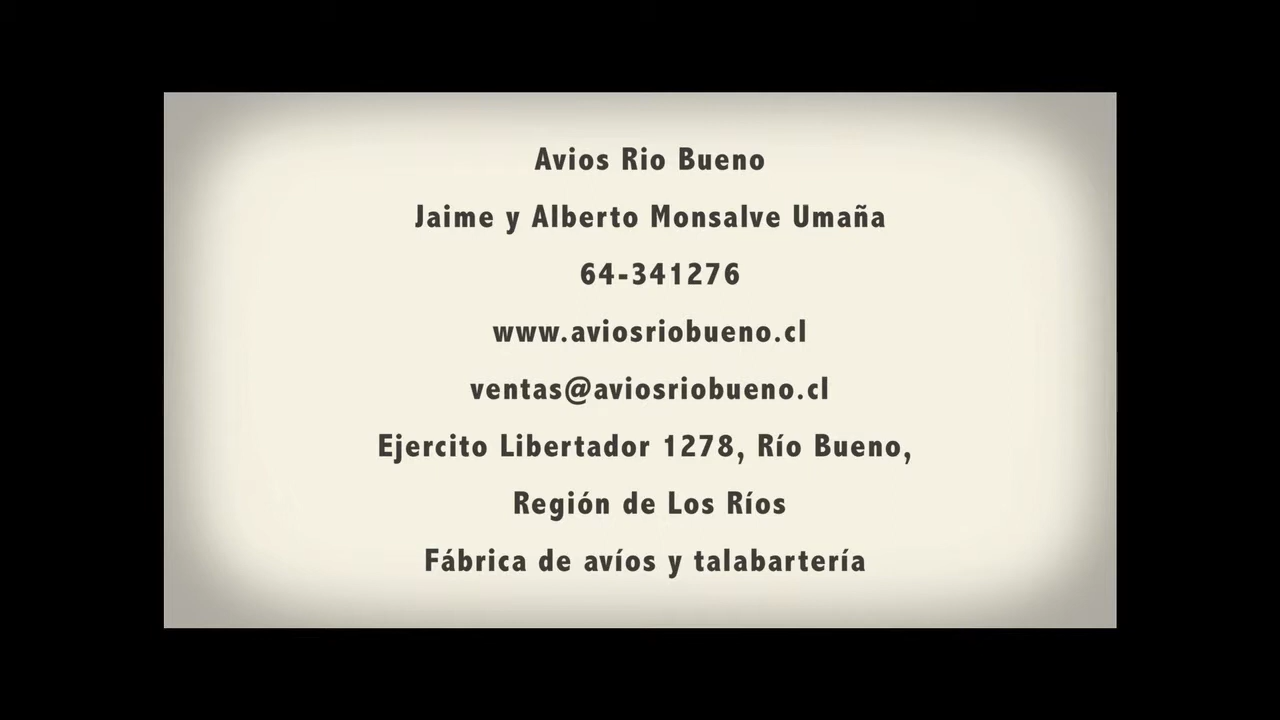 Avios Rio Bueno
Jaime y Alberto Monsalve Umaña
64-341276
www.aviosriobueno.cl
ventas@aviosriobueno.cl
Ejercito Libertador 1278, Río Bueno,
Región de Los Ríos
Fábrica de avíos y talabartería